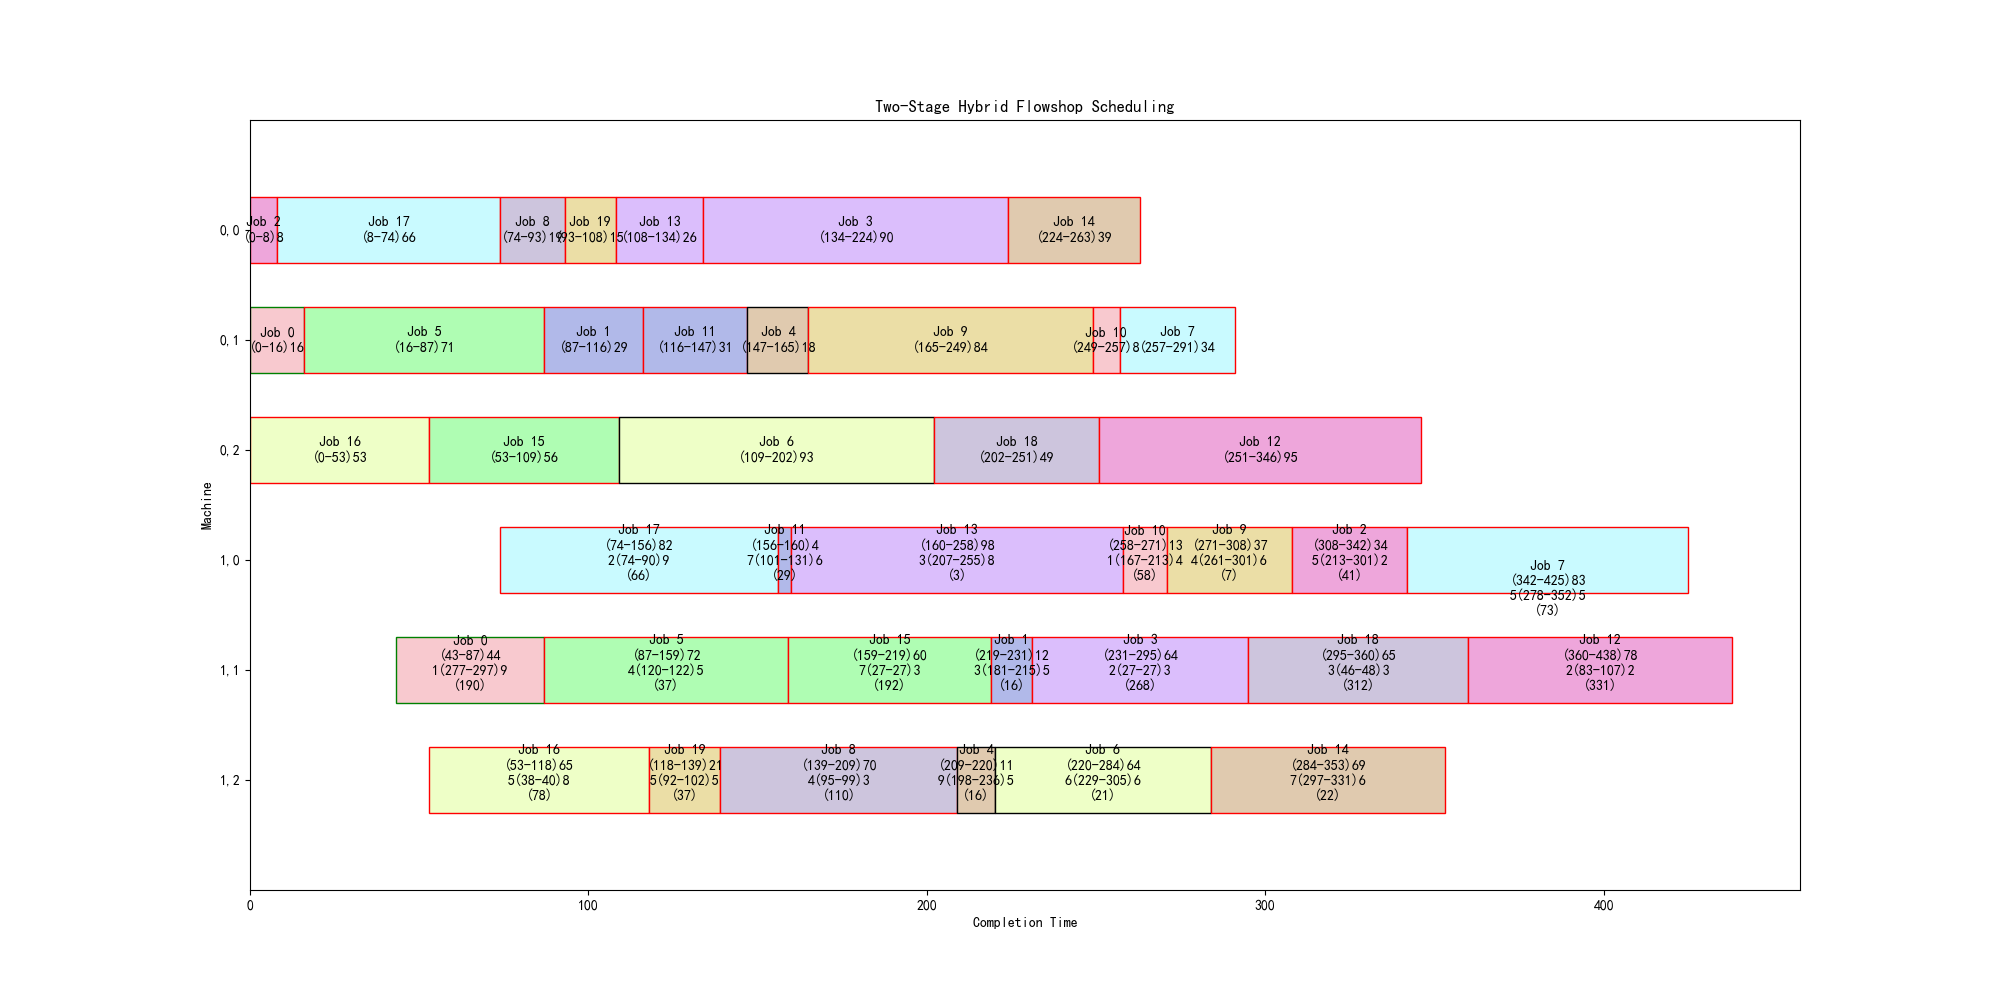 Two-Stage Hybrid Flowshop Scheduling
Machine
0,0
Job 2
(0-8)8
Job 17
(8-74)66
Job 8
(74-93)19
Job 19
(93-108)15
Job 13
(108-134)26
Job 3
(134-224)90
Job 14
(224-263)39
0,1
Job 0
(0-16)16
Job 5
(16-87)71
Job 1
(87-116)29
Job 11
(116-147)31
Job 4
(147-165)18
Job 9
(165-249)84
Job 10
(249-257)8
Job 7
(257-291)34
0,2
Job 16
(0-53)53
Job 15
(53-109)56
Job 6
(109-202)93
Job 18
(202-251)49
Job 12
(251-346)95
1,0
Job 17
(74-156)82
2(74-90)9
(66)
Job 11
(156-160)4
7(101-131)6
(29)
Job 13
(160-258)98
3(207-255)8
(3)
Job 10
(258-271)13
1(167-213)4
(58)
Job 9
(271-308)37
4(261-301)6
(7)
Job 2
(308-342)34
5(213-301)2
(41)
Job 7
(342-425)83
5(278-352)5
(73)
1,1
Job 0
(43-87)44
1(277-297)9
(190)
Job 5
(87-159)72
4(120-122)5
(37)
Job 15
(159-219)60
7(27-27)3
(192)
Job 1
(219-231)12
3(181-215)5
(16)
Job 3
(231-295)64
2(27-27)3
(268)
Job 18
(295-360)65
3(46-48)3
(312)
Job 12
(360-438)78
2(83-107)2
(331)
1,2
Job 16
(53-118)65
5(38-40)8
(78)
Job 19
(118-139)21
5(92-102)5
(37)
Job 8
(139-209)70
4(95-99)3
(110)
Job 4
(209-220)11
9(198-236)5
(16)
Job 6
(220-284)64
6(229-305)6
(21)
Job 14
(284-353)69
7(297-331)6
(22)
0
100
200
300
400
Completion Time